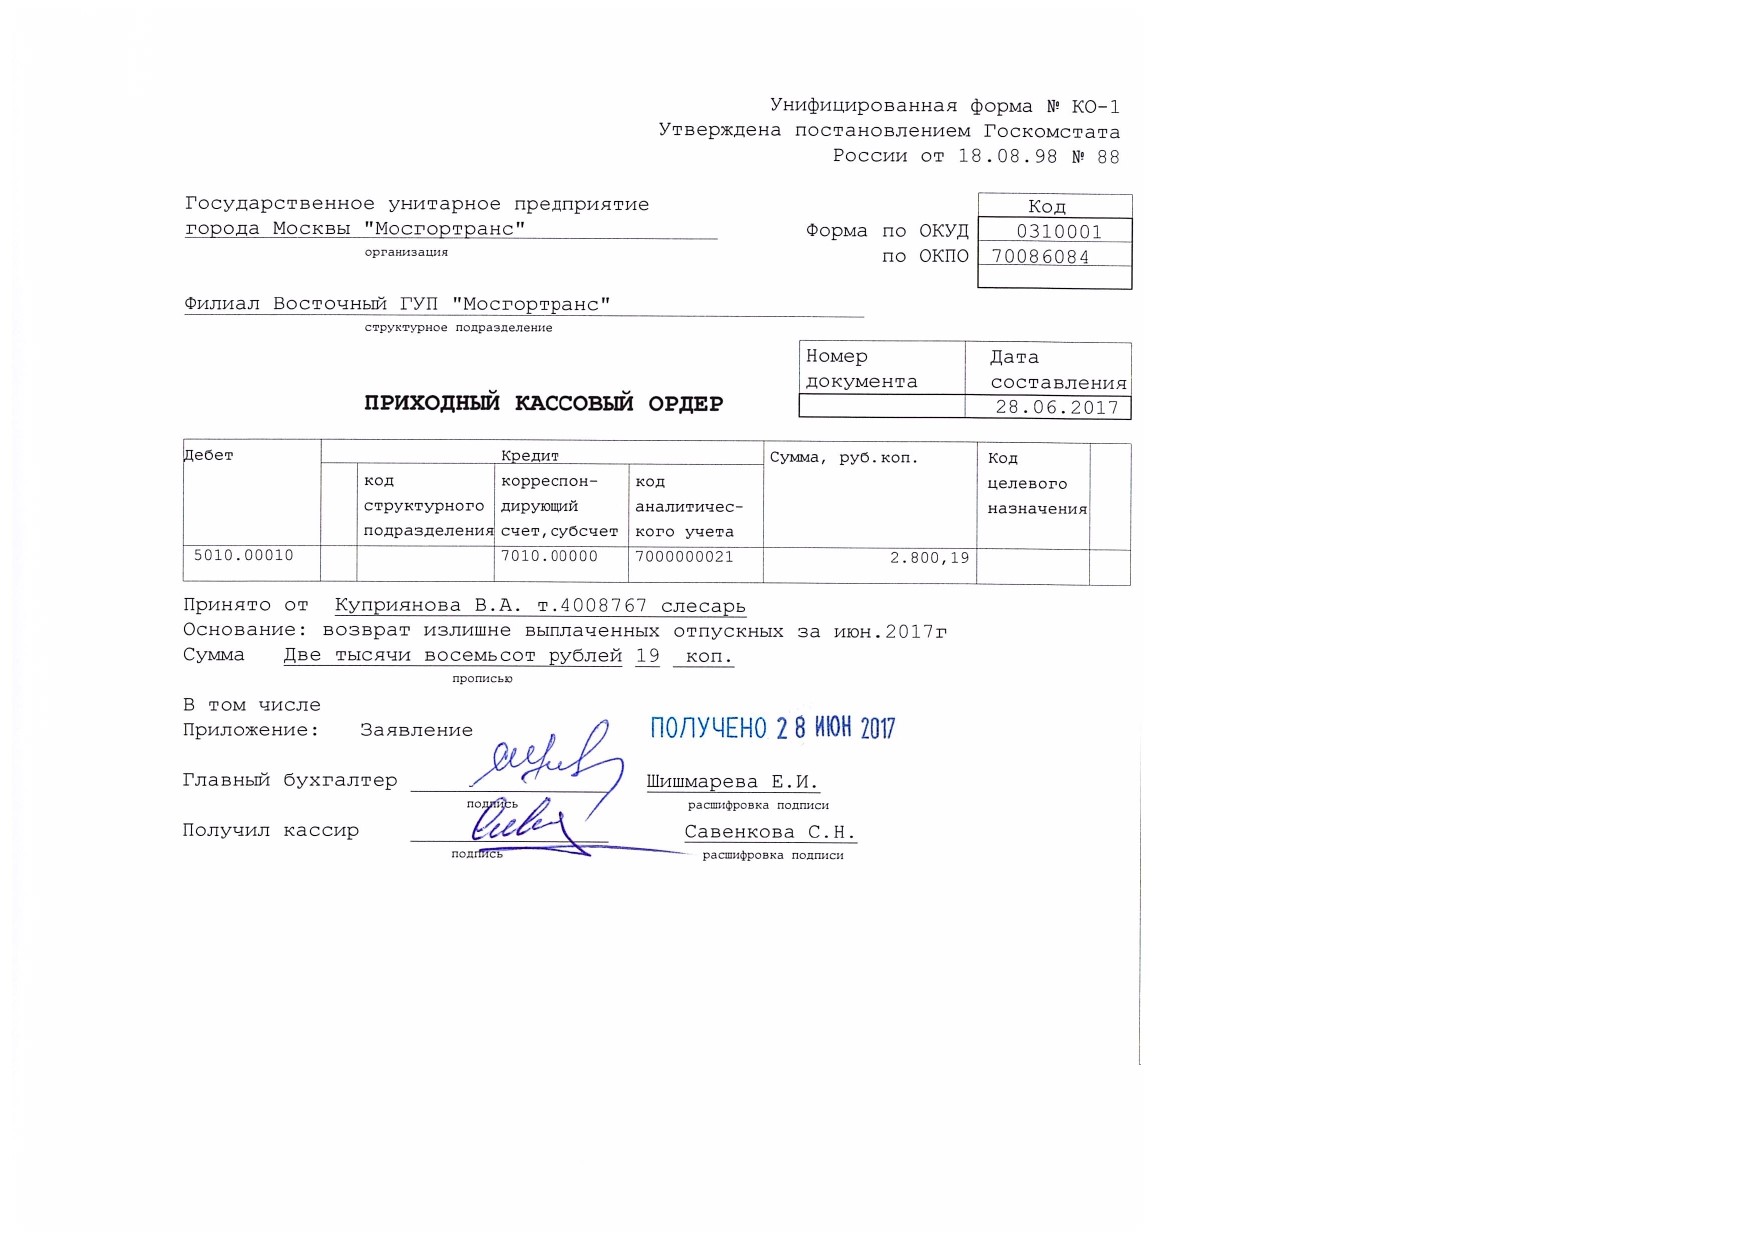 Унифицированная форма № КО-1
Утверждена постановлением Госкомстата
России от 18.08.98 № 88
Государственное унитарное предприятие
города Москвы "Мосгортранс"
организация
Код
Форма по ОКУД 0310001
по ОКПО 70086084
Филиал Восточный ГУП "Мосгортранс"
структурное подразделение
Номер документа
Дата составления
ПРИХОДНЫЙ КАССОВЫЙ ОРДЕР
28.06.2017
Дебет
Кредит
Сумма, руб.коп.
Код целевого назначения
код структурного подразделения
корреспон-
дирующий
счет,субсчет
код
аналитичес-
кого учета
5010.00010 7010.00000 7000000021 2.800,19
Принято от Куприянова В.А. т.4008767 слесарь
Основание: возврат излишне выплаченных отпускных за июн.2017г
Сумма Две тысячи восемьсот рублей 19 коп.
прописью
В том числе
Приложение: Заявление
ПОЛУЧЕНО 28 ИЮН 2017
Главный бухгалтер Шишмарева Е.И.
подпись расшифровка подписи
Получил кассир Савенкова С.Н.
подпись расшифровка подписи